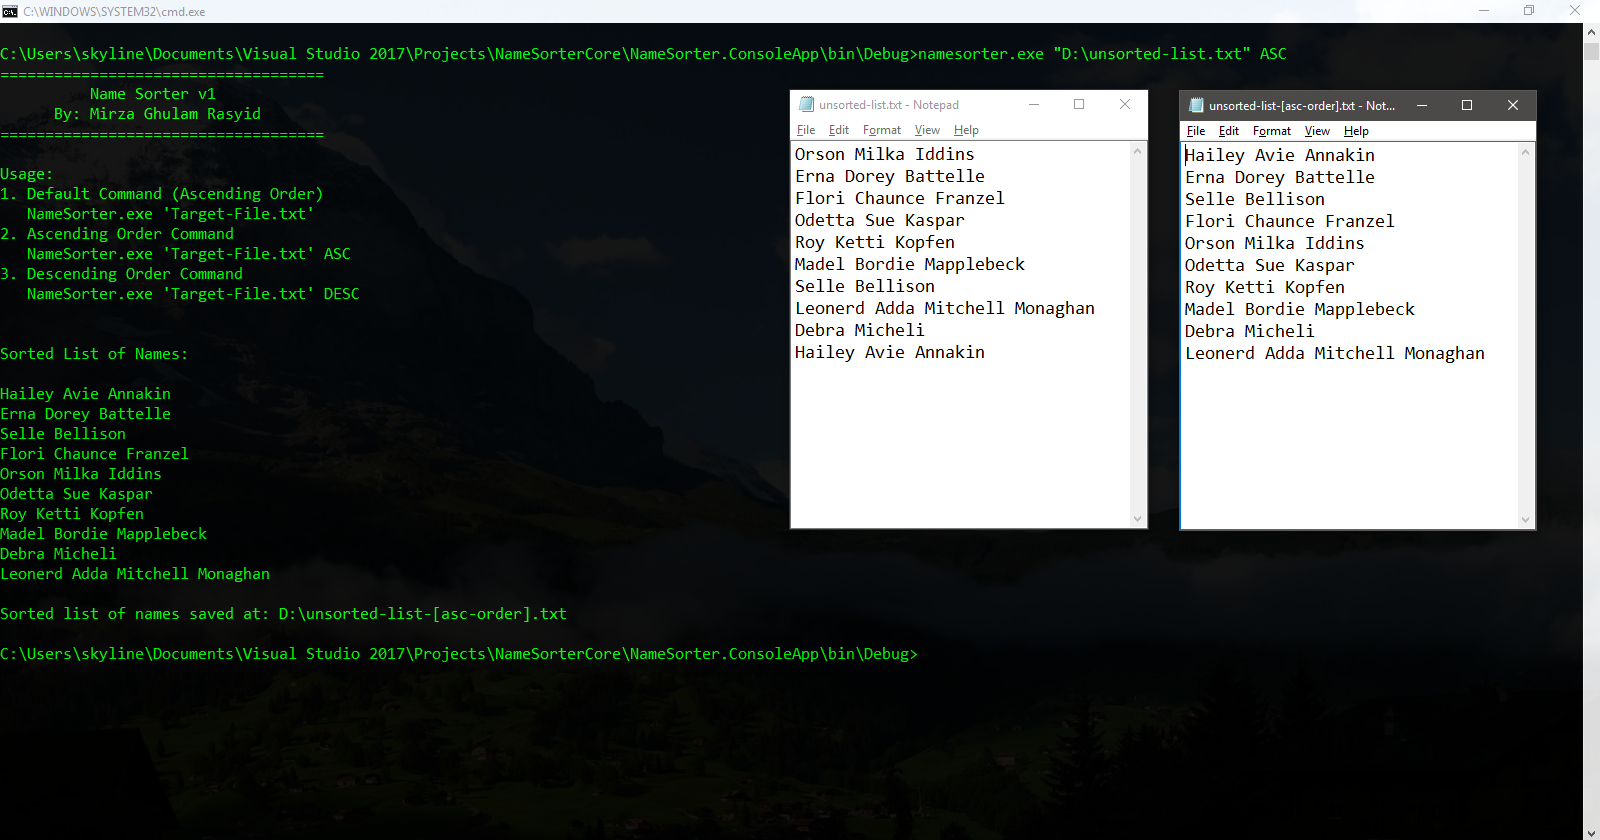 C:\WINDOWS\SYSTEM32\cmd.exe
C:\Users\skyline\Documents\Visual Studio 2017\Projects\NameSorterCore\NameSorter.ConsoleApp\bin\Debug>namesorter.exe "D:\unsorted-list.txt" ASC
====================================
Name Sorter v1
By: Mirza Ghulam Rasyid
====================================
Usage:
1. Default Command (Ascending Order)
NameSorter.exe 'Target-File.txt'
2. Ascending Order Command
NameSorter.exe 'Target-File.txt' ASC
3. Descending Order Command
NameSorter.exe 'Target-File.txt' DESC
Sorted List of Names:
Hailey Avie Annakin
Erna Dorey Battelle
Selle Bellison
Flori Chaunce Franzel
Orson Milka Iddins
Odetta Sue Kaspar
Roy Ketti Kopfen
Madel Bordie Mapplebeck
Debra Micheli
Leonerd Adda Mitchell Monaghan
Sorted list of names saved at: D:\unsorted-list-[asc-order].txt
C:\Users\skyline\Documents\Visual Studio 2017\Projects\NameSorterCore\NameSorter.ConsoleApp\bin\Debug>
unsorted-list.txt - Notepad
File Edit Format View Help
Orson Milka Iddins
Erna Dorey Battelle
Flori Chaunce Franzel
Odetta Sue Kaspar
Roy Ketti Kopfen
Madel Bordie Mapplebeck
Selle Bellison
Leonerd Adda Mitchell Monaghan
Debra Micheli
Hailey Avie Annakin
unsorted-list-[asc-order].txt - Not...
File Edit Format View Help
Hailey Avie Annakin
Erna Dorey Battelle
Selle Bellison
Flori Chaunce Franzel
Orson Milka Iddins
Odetta Sue Kaspar
Roy Ketti Kopfen
Madel Bordie Mapplebeck
Debra Micheli
Leonerd Adda Mitchell Monaghan